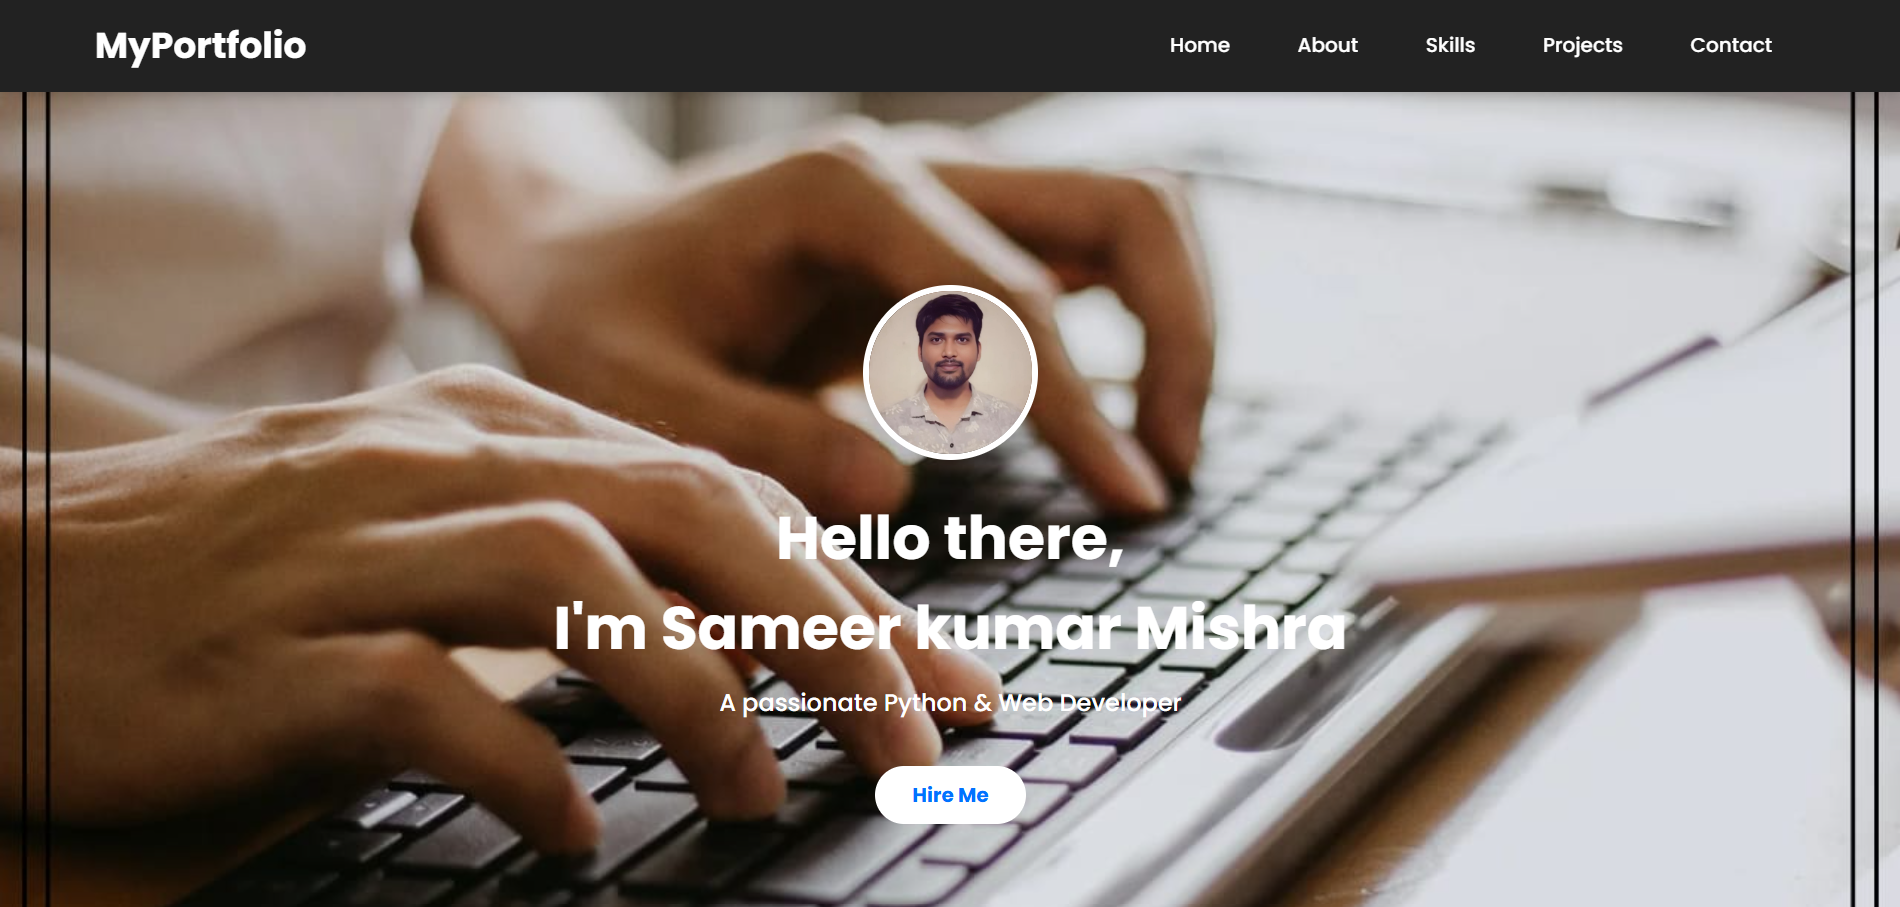 MyPortfolio
Home About Skills Projects Contact
Hello there,
I'm Sameer kumar Mishra
A passionate Python & Web Developer
Hire Me